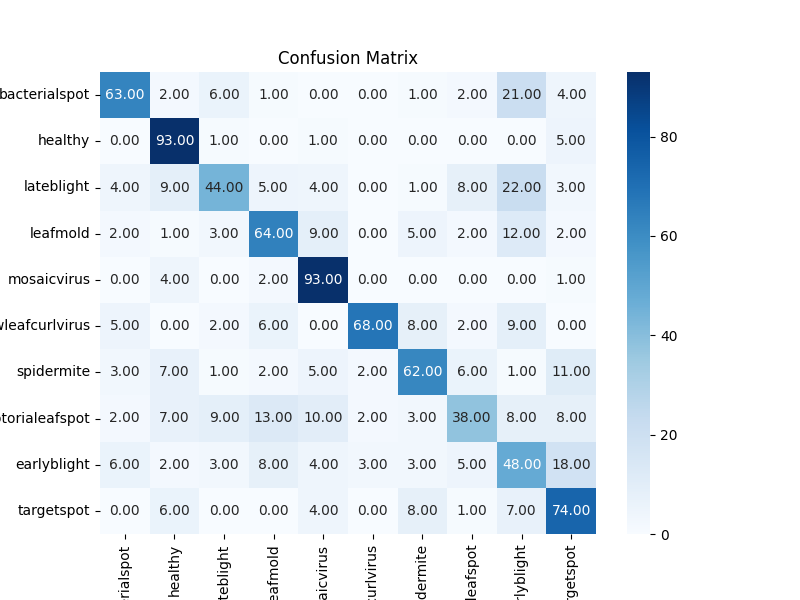 Confusion Matrix
bacterialspot 63.00 2.00 6.00 1.00 0.00 0.00 1.00 2.00 21.00 4.00
healthy 0.00 93.00 1.00 0.00 1.00 0.00 0.00 0.00 0.00 5.00
lateblight 4.00 9.00 44.00 5.00 4.00 0.00 1.00 8.00 22.00 3.00
leafmold 2.00 1.00 3.00 64.00 9.00 0.00 5.00 2.00 12.00 2.00
mosaicvirus 0.00 4.00 0.00 2.00 93.00 0.00 0.00 0.00 0.00 1.00
wleafcurlvirus 5.00 0.00 2.00 6.00 0.00 68.00 8.00 2.00 9.00 0.00
spidermite 3.00 7.00 1.00 2.00 5.00 2.00 62.00 6.00 1.00 11.00
otorialeafspot 2.00 7.00 9.00 13.00 10.00 2.00 3.00 38.00 8.00 8.00
earlyblight 6.00 2.00 3.00 8.00 4.00 3.00 3.00 5.00 48.00 18.00
targetspot 0.00 6.00 0.00 0.00 4.00 0.00 8.00 1.00 7.00 74.00
rialspot healthy teblight eafmold aicvirus curlvirus dermite leafspot rlyblight rgetspot
80
60
40
20
0